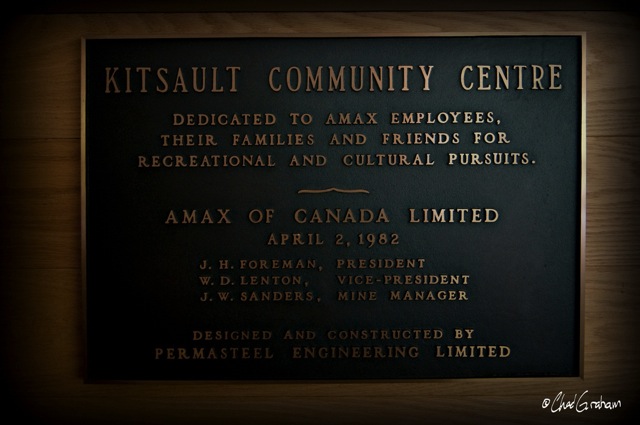 KITSAULT COMMUNITY CENTRE
DEDICATED TO AMAX EMPLOYEES,
THEIR FAMILIES AND FRIENDS FOR
RECREATIONAL AND CULTURAL PURSUITS.
AMAX OF CANADA LIMITED
APRIL 2, 1982
J. H. FOREMAN, PRESIDENT
W. D. LENTON, VICE-PRESIDENT
J. W. SANDERS, MINE MANAGER
DESIGNED AND CONSTRUCTED BY
PERMASTEEL ENGINEERING LIMITED
© Chad Graham